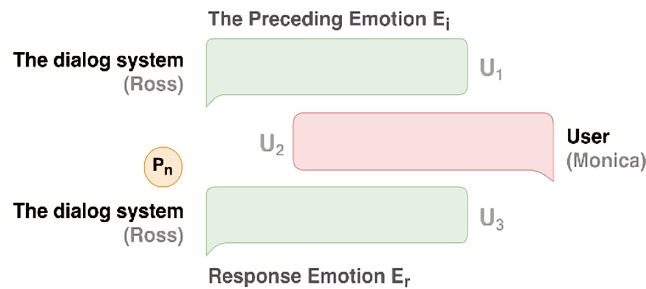 The Preceding Emotion Ei
The dialog system
(Ross)
U1
U2
User
(Monica)
Pn
The dialog system
(Ross)
U3
Response Emotion Er